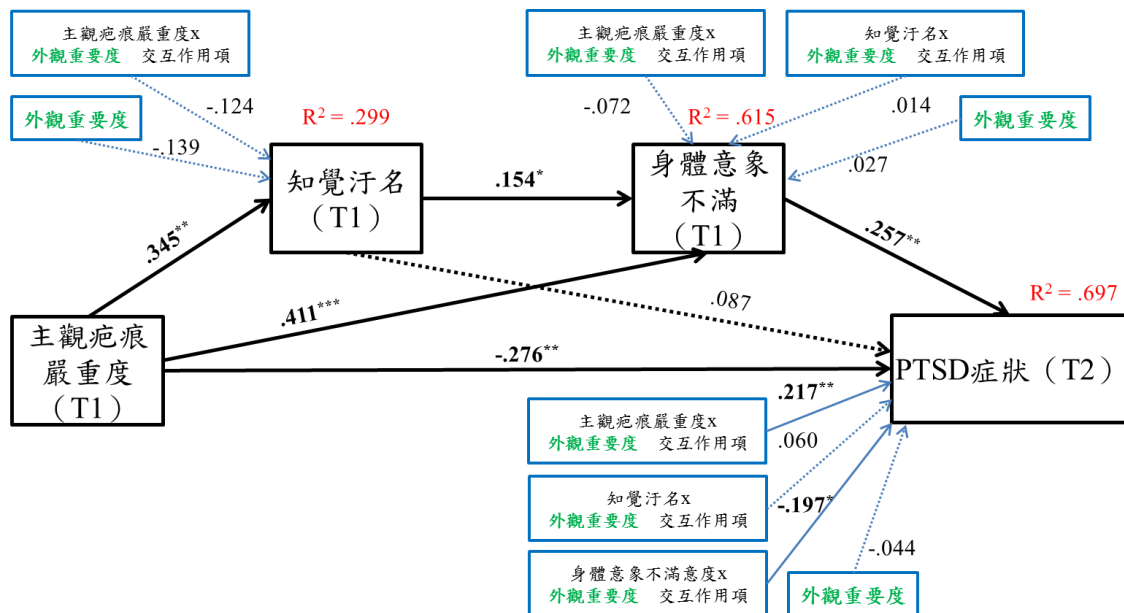 主觀疤痕嚴重度x
外觀重要度 交互作用項
主觀疤痕嚴重度x
外觀重要度 交互作用項
知覺汙名x
外觀重要度 交互作用項
-.124
R² = .299
-.072
R² = .615
.014
外觀重要度
-.139
外觀重要度
.027
知覺汙名
（T1）
.154*
身體意象
不滿
（T1）
.345**
.257**
.411***
.087
R² = .697
主觀疤痕
嚴重度
（T1）
-.276**
PTSD症狀（T2）
.217**
主觀疤痕嚴重度x
外觀重要度 交互作用項
.060
知覺汙名x
外觀重要度 交互作用項
-.197*
身體意象不滿意度x
外觀重要度 交互作用項
-.044
外觀重要度